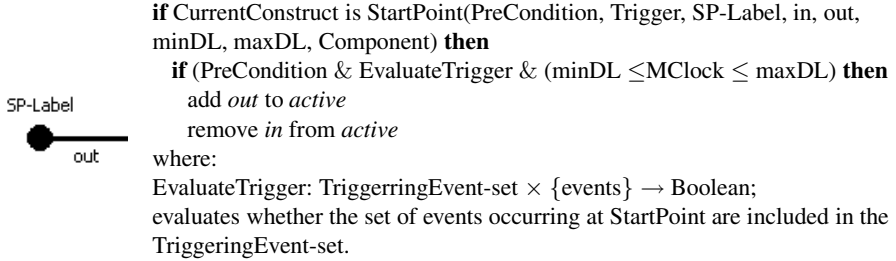 if CurrentConstruct is StartPoint(PreCondition, Trigger, SP-Label, in, out,
minDL, maxDL, Component) then
if (PreCondition & EvaluateTrigger & (minDL ≤MClock ≤ maxDL) then
add out to active
remove in from active
where:
EvaluateTrigger: TriggerringEvent-set × {events} → Boolean;
evaluates whether the set of events occurring at StartPoint are included in the
TriggeringEvent-set.
SP-Label
out